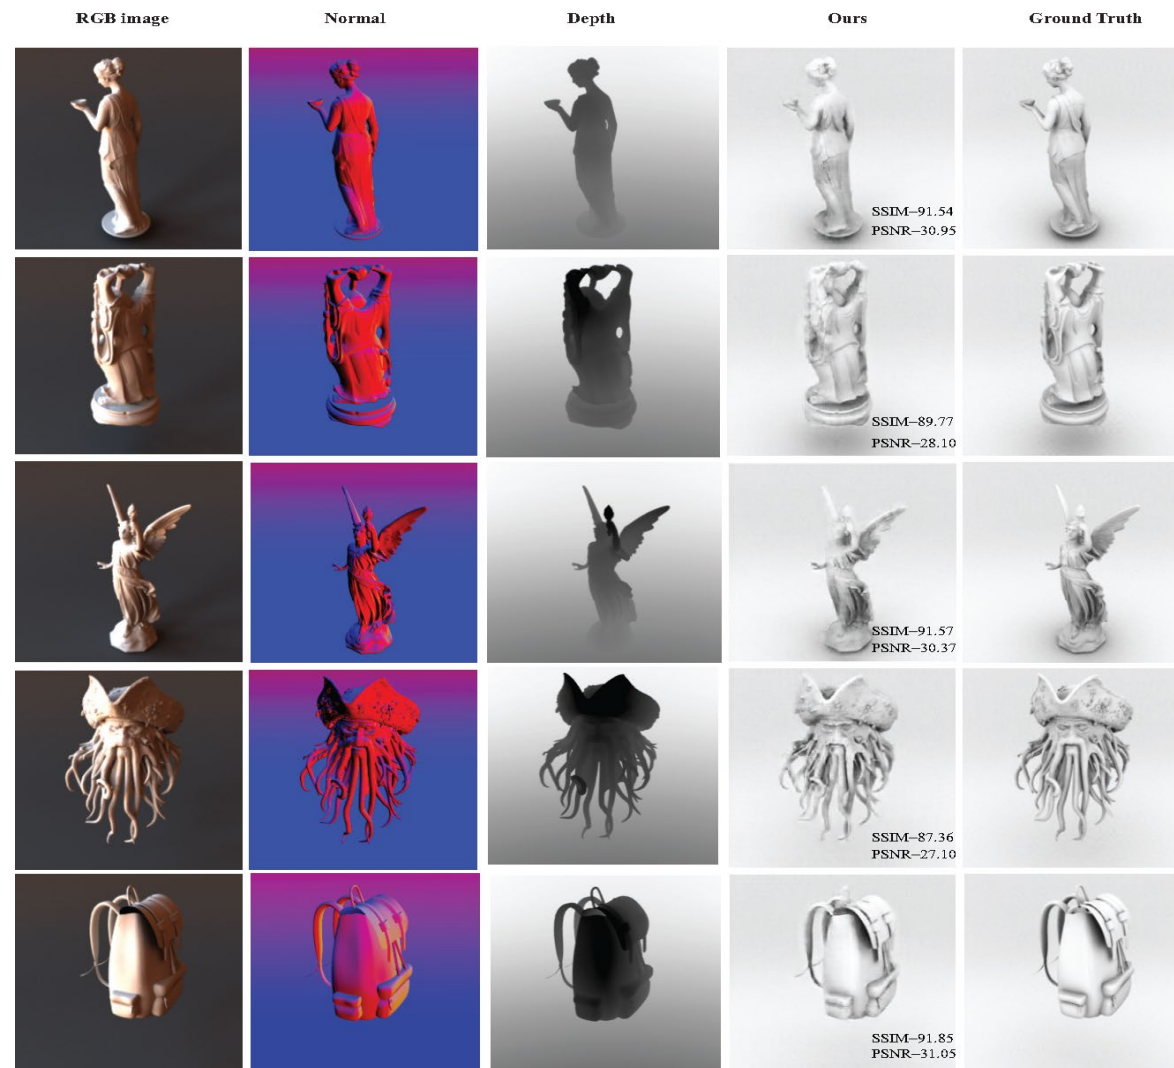 RGB image Normal Depth Ours Ground Truth
SSIM–91.54
PSNR–30.95
SSIM–89.77
PSNR–28.10
SSIM–91.57
PSNR–30.37
SSIM–87.36
PSNR–27.10
SSIM–91.85
PSNR–31.05